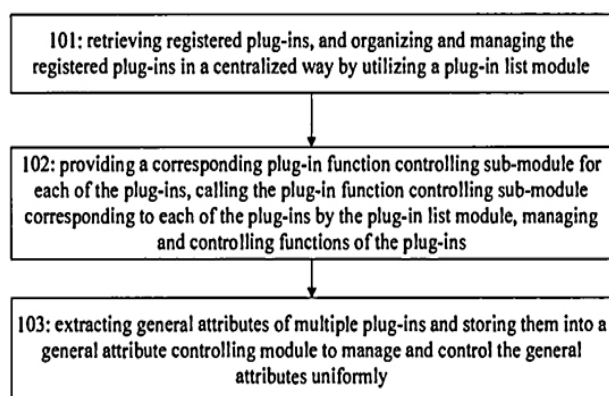 101: retrieving registered plug-ins, and organizing and managing the
registered plug-ins in a centralized way by utilizing a plug-in list module
102: providing a corresponding plug-in function controlling sub-module for
each of the plug-ins, calling the plug-in function controlling sub-module
corresponding to each of the plug-ins by the plug-in list module, managing
and controlling functions of the plug-ins
103: extracting general attributes of multiple plug-ins and storing them into a
general attribute controlling module to manage and control the general
attributes uniformly